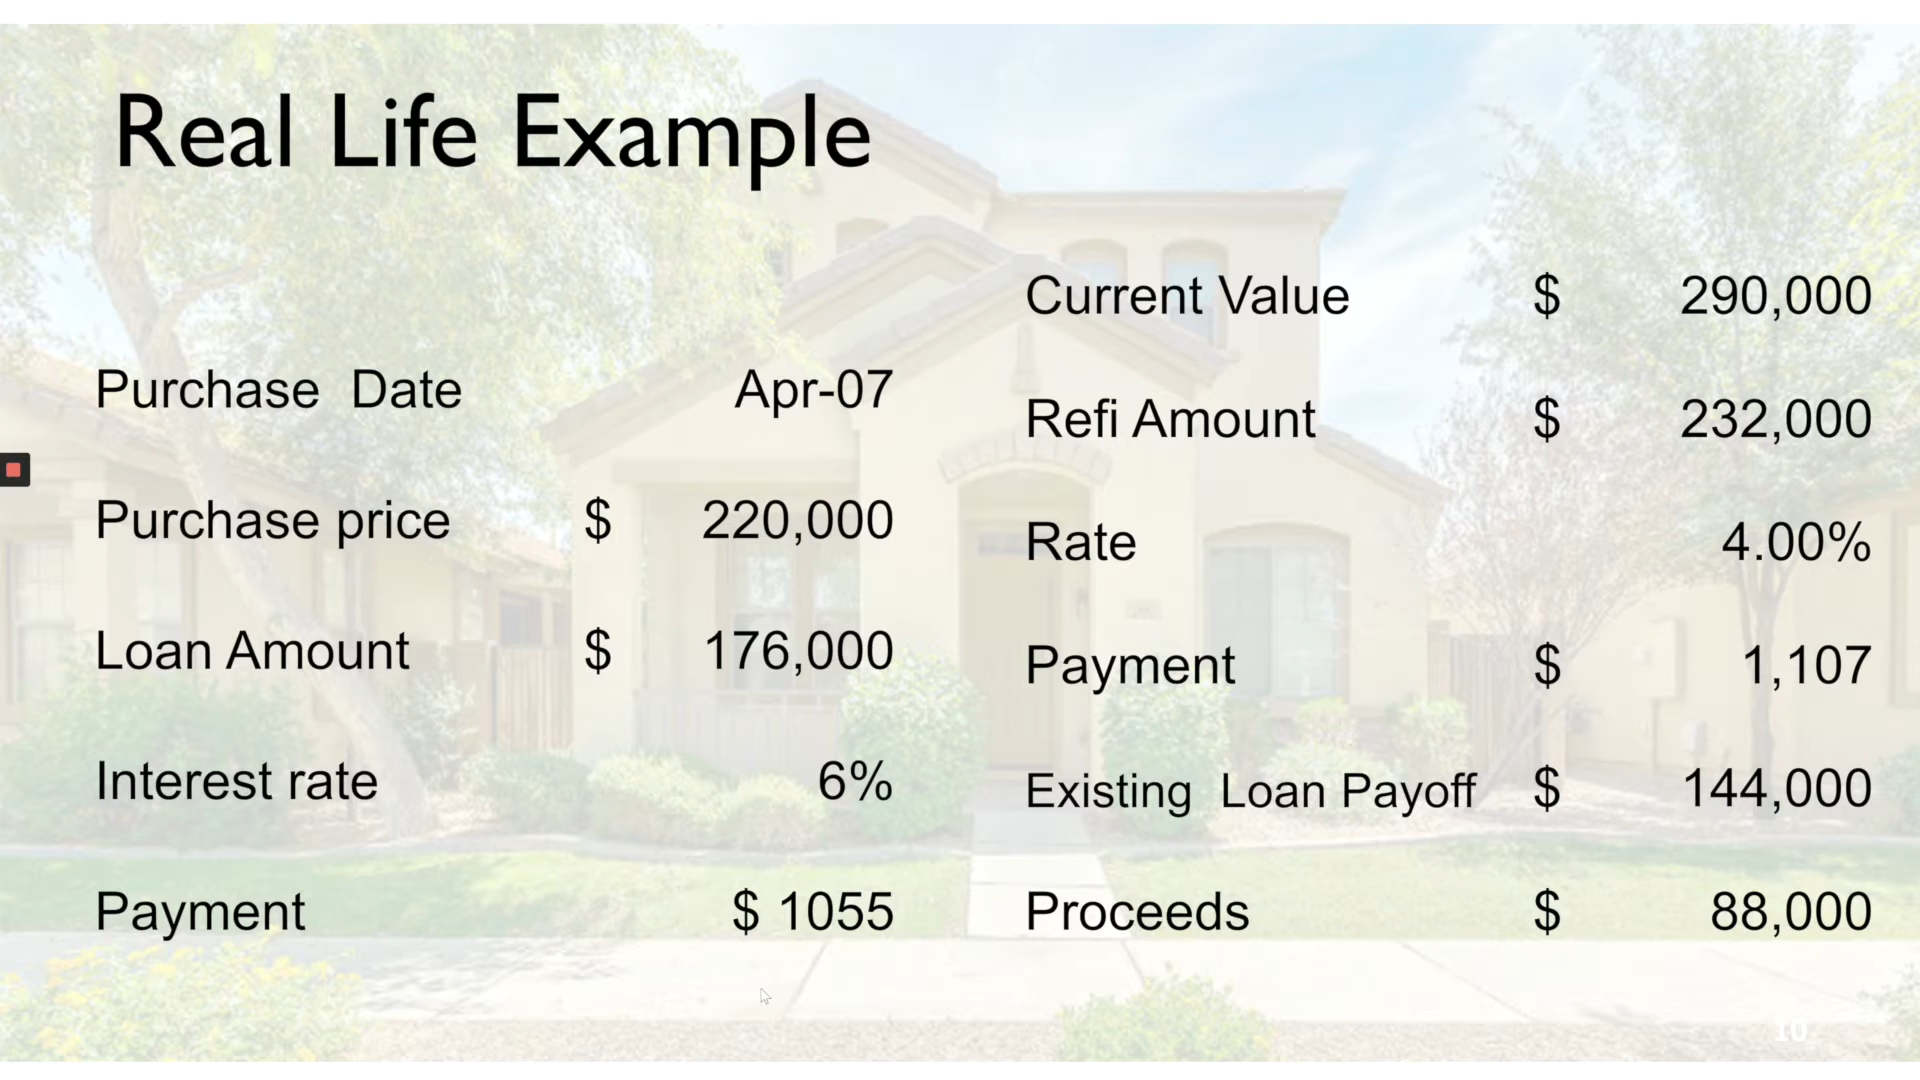 Real Life Example
Purchase Date Apr-07
Purchase price $ 220,000
Loan Amount $ 176,000
Interest rate 6%
Payment $ 1055
Current Value $ 290,000
Refi Amount $ 232,000
Rate 4.00%
Payment $ 1,107
Existing Loan Payoff $ 144,000
Proceeds $ 88,000
10